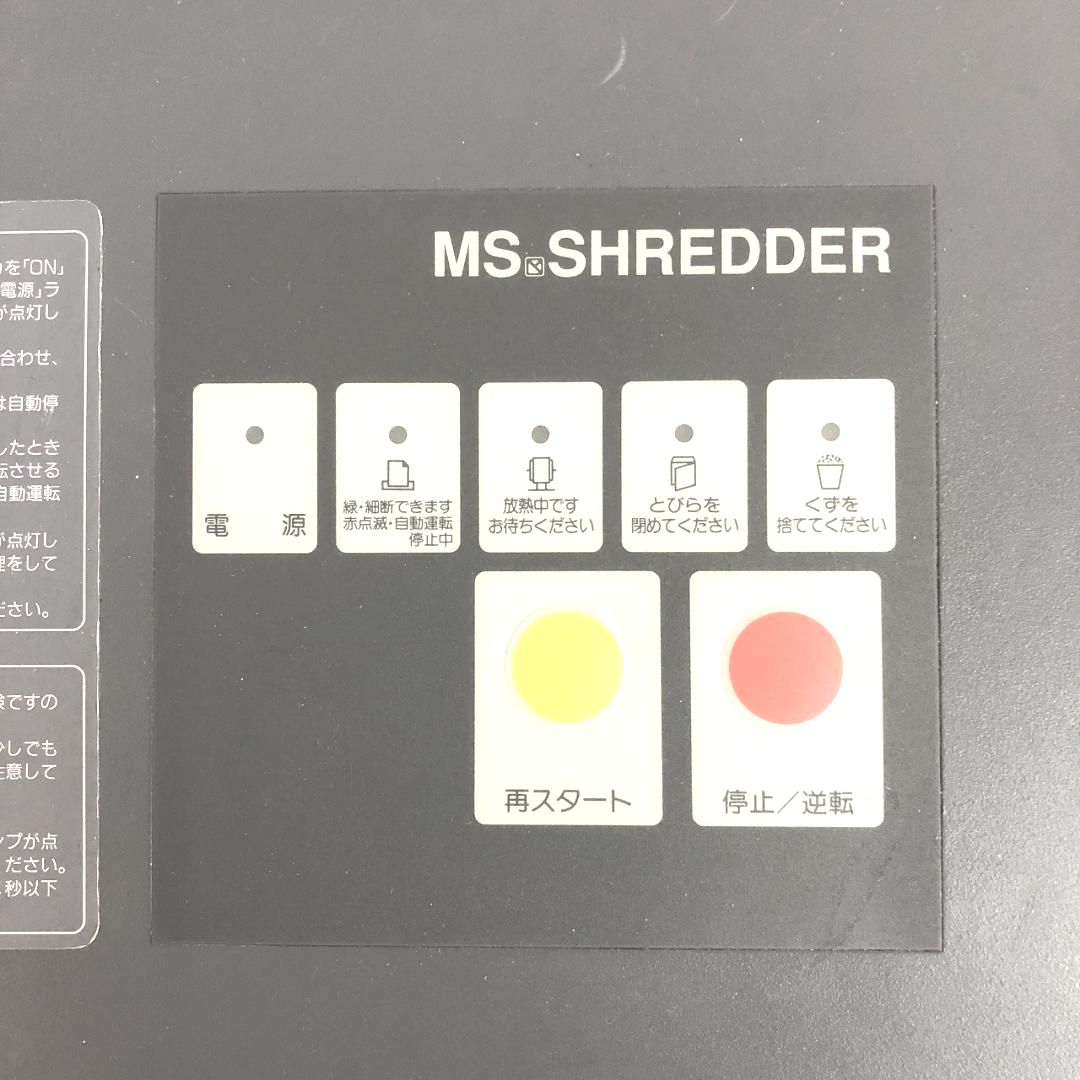 を「ON」
電源」ラ
が点灯し
合わせ、
は自動停
したとき
転させる
自動運転
が点灯し
理をして
ださい。
険ですの
少しでも
注意して
ンプが点
ください。
秒以下
MS SHREDDER
電 源
緑・細断できます
赤点滅・自動運転
停止中
放熱中です
お待ちください
とびらを
閉めてください
くずを
捨ててください
再スタート
停止／逆転